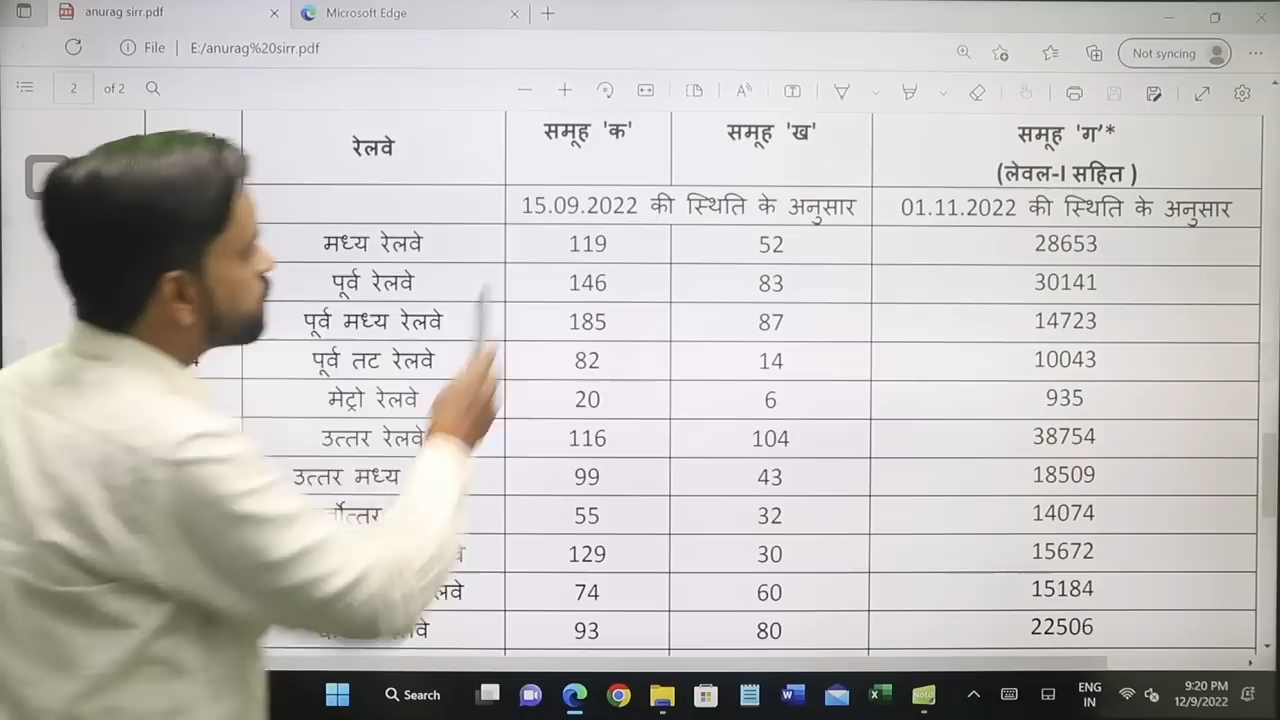 anurag sirr.pdf
Microsoft Edge
File E:/anurag%20sirr.pdf
Not syncing
2 of 2
रेलवे समूह 'क' समूह 'ख' समूह 'ग'*
(लेवल-I सहित )
15.09.2022 की स्थिति के अनुसार 01.11.2022 की स्थिति के अनुसार
मध्य रेलवे 119 52 28653
पूर्व रेलवे 146 83 30141
पूर्व मध्य रेलवे 185 87 14723
पूर्व तट रेलवे 82 14 10043
मेट्रो रेलवे 20 6 935
उत्तर रेलवे 116 104 38754
उत्तर मध्य 99 43 18509
55 32 14074
129 30 15672
74 60 15184
93 80 22506
Search
ENG
IN
9:20 PM
12/9/2022